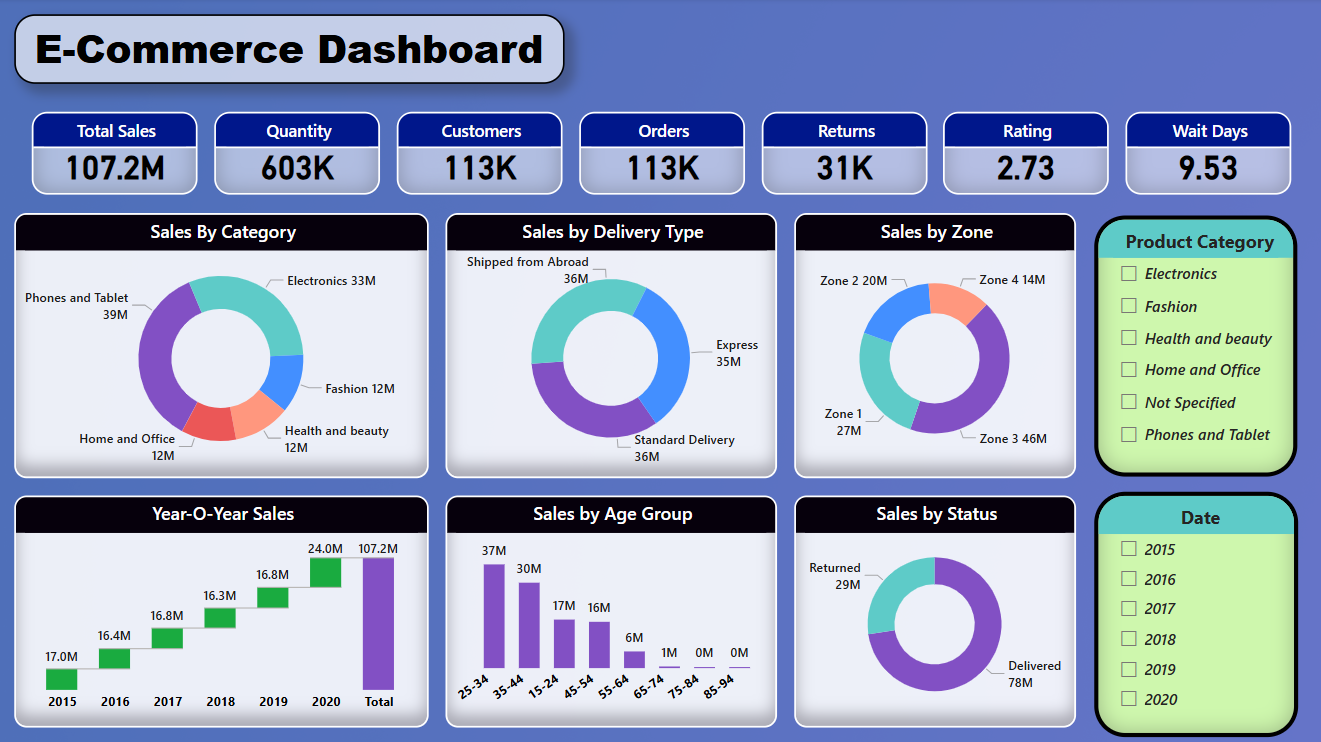 E-Commerce Dashboard
Total Sales
107.2M
Quantity
603K
Customers
113K
Orders
113K
Returns
31K
Rating
2.73
Wait Days
9.53
Sales By Category
Electronics 33M
Phones and Tablet
39M
Fashion 12M
Health and beauty
12M
Home and Office
12M
Sales by Delivery Type
Shipped from Abroad
36M
Express
35M
Standard Delivery
36M
Sales by Zone
Zone 2 20M
Zone 4 14M
Zone 1
27M
Zone 3 46M
Product Category
Electronics
Fashion
Health and beauty
Home and Office
Not Specified
Phones and Tablet
Year-O-Year Sales
17.0M
16.4M
16.8M
16.3M
16.8M
24.0M
107.2M
2015
2016
2017
2018
2019
2020
Total
Sales by Age Group
37M
30M
17M
16M
6M
1M
0M
0M
25-34
35-44
15-24
45-54
55-64
65-74
75-84
85-94
Sales by Status
Returned
29M
Delivered
78M
Date
2015
2016
2017
2018
2019
2020